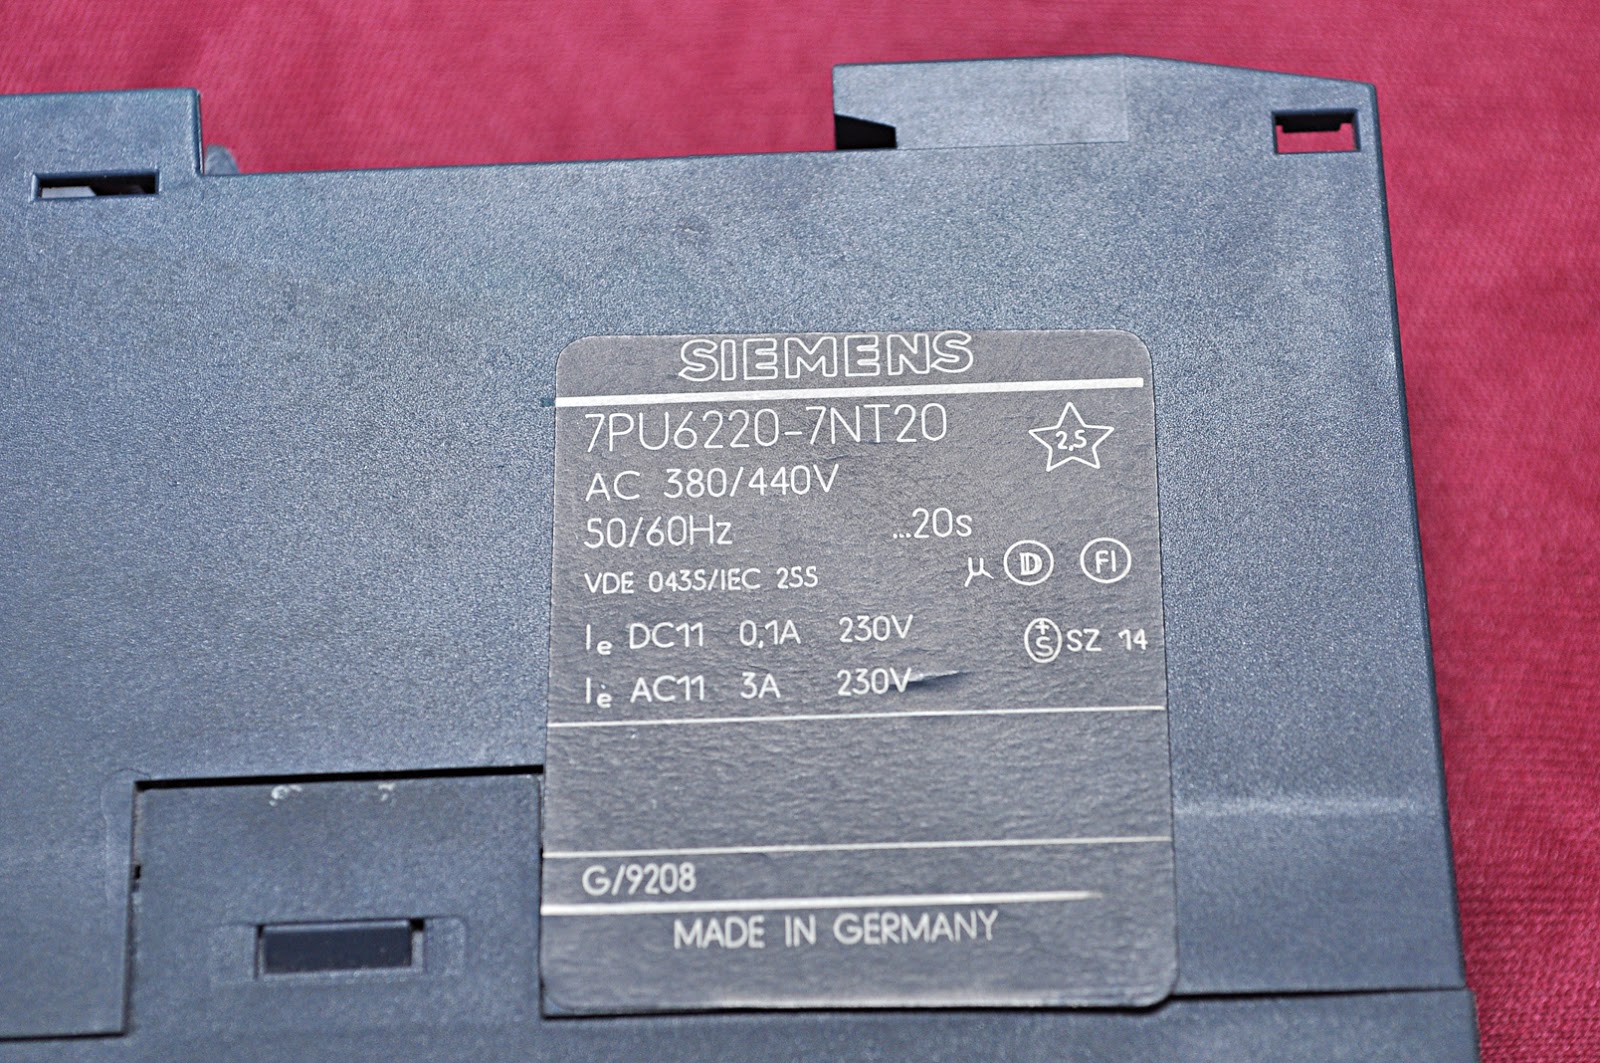 SIEMENS
7PU6220-7NT20
2,5
AC 380/440V
50/60Hz ...20s
VDE 0435/IEC 255
µ D FI
Ie DC11 0,1A 230V
+S SZ 14
Ie AC11 3A 230V
G/9208
MADE IN GERMANY